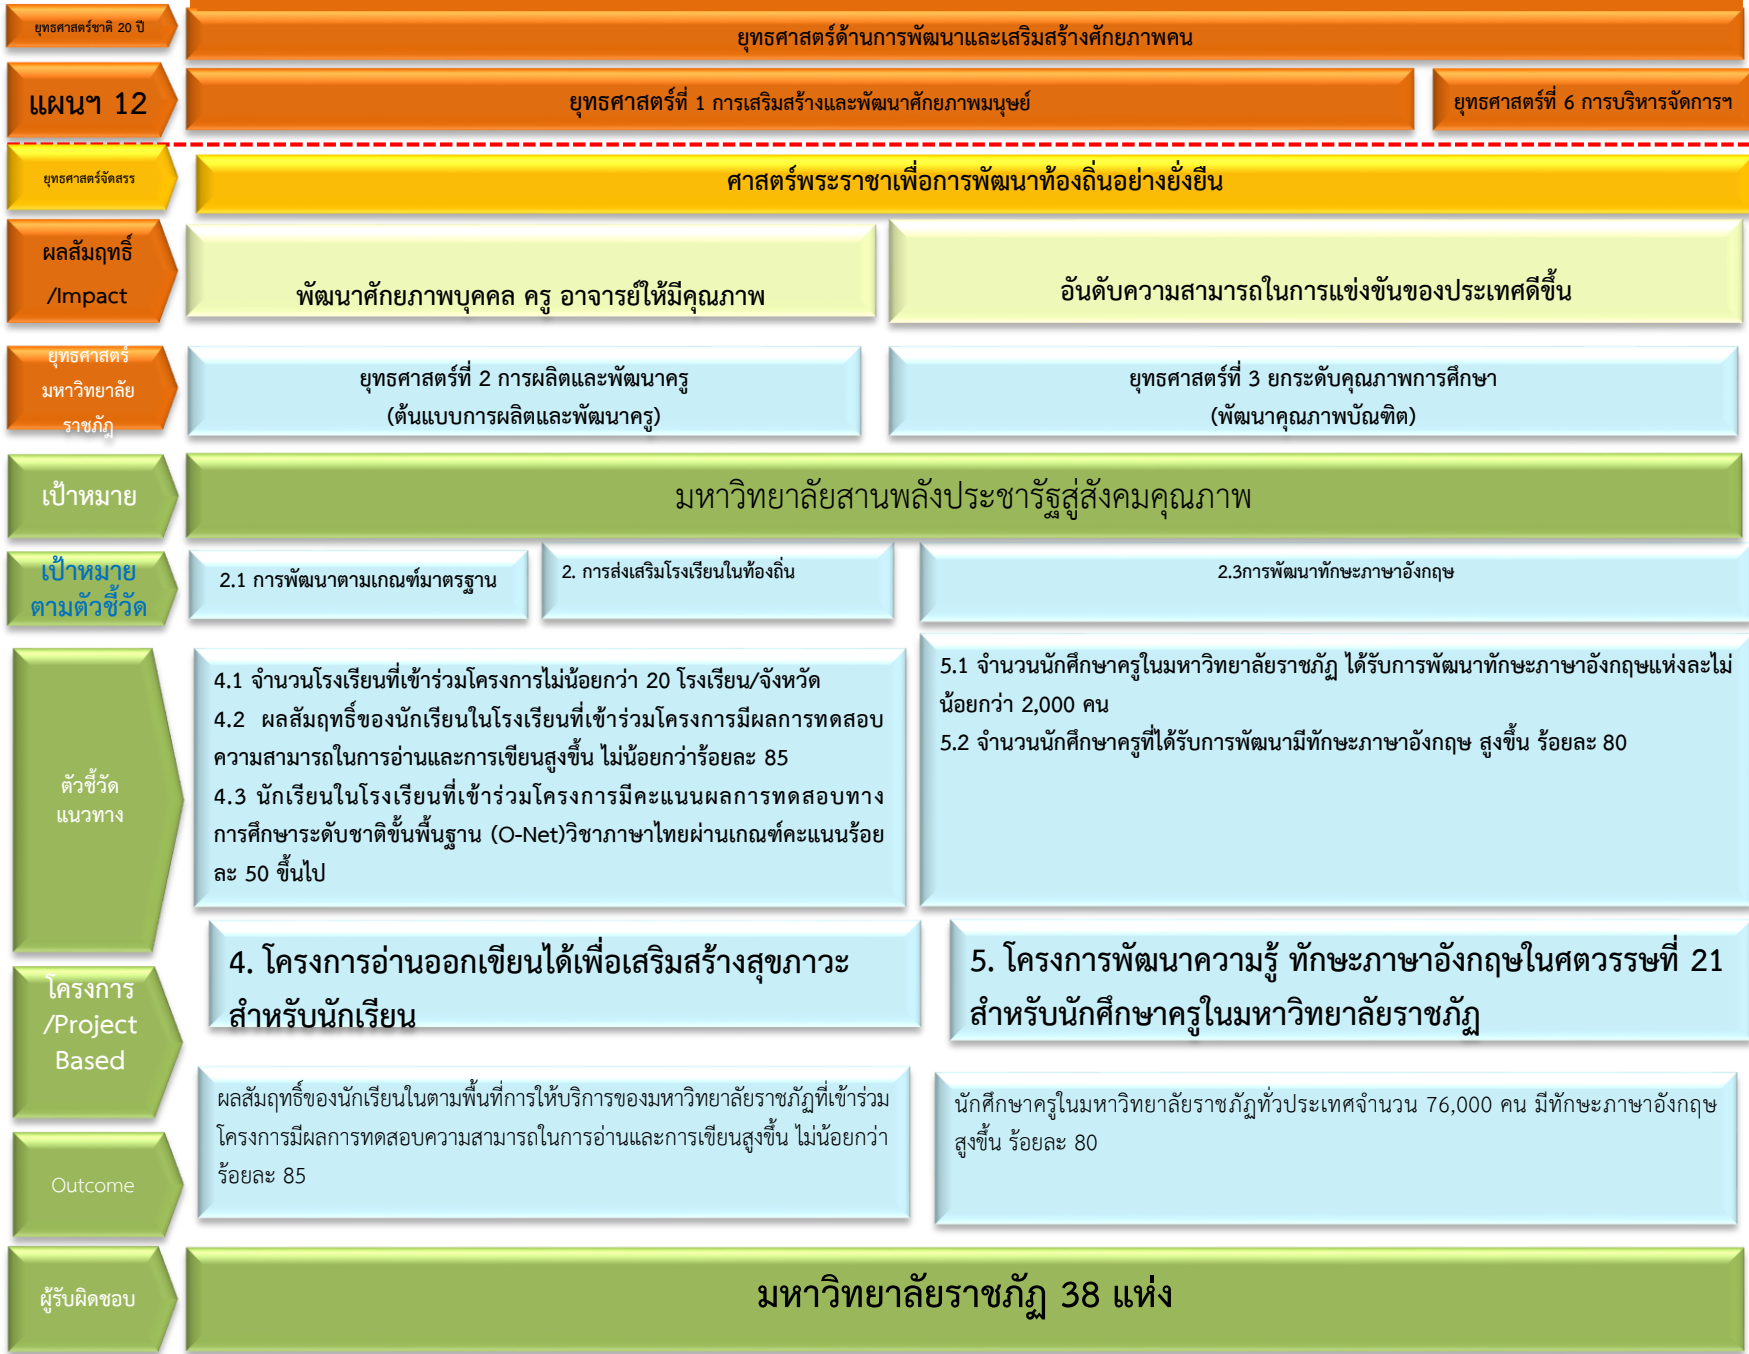 ยุทธศาสตร์ชาติ 20 ปี
ยุทธศาสตร์ด้านการพัฒนาและเสริมสร้างศักยภาพคน
แผนฯ 12
ยุทธศาสตร์ที่ 1 การเสริมสร้างและพัฒนาศักยภาพมนุษย์
ยุทธศาสตร์ที่ 6 การบริหารจัดการฯ
ยุทธศาสตร์จัดสรร
ศาสตร์พระราชาเพื่อการพัฒนาท้องถิ่นอย่างยั่งยืน
ผลสัมฤทธิ์
/Impact
พัฒนาศักยภาพบุคคล ครู อาจารย์ให้มีคุณภาพ
อันดับความสามารถในการแข่งขันของประเทศดีขึ้น
ยุทธศาสตร์
มหาวิทยาลัย
ราชภัฎ
ยุทธศาสตร์ที่ 2 การผลิตและพัฒนาครู
(ต้นแบบการผลิตและพัฒนาครู)
ยุทธศาสตร์ที่ 3 ยกระดับคุณภาพการศึกษา
(พัฒนาคุณภาพบัณฑิต)
เป้าหมาย
มหาวิทยาลัยสานพลังประชารัฐสู่สังคมคุณภาพ
เป้าหมาย
ตามตัวชี้วัด
2.1 การพัฒนาตามเกณฑ์มาตรฐาน
2. การส่งเสริมโรงเรียนในท้องถิ่น
2.3การพัฒนาทักษะภาษาอังกฤษ
ตัวชี้วัด
แนวทาง
4.1 จำนวนโรงเรียนที่เข้าร่วมโครงการไม่น้อยกว่า 20 โรงเรียน/จังหวัด
4.2 ผลสัมฤทธิ์ของนักเรียนในโรงเรียนที่เข้าร่วมโครงการมีผลการทดสอบ
ความสามารถในการอ่านและการเขียนสูงขึ้น ไม่น้อยกว่าร้อยละ 85
4.3 นักเรียนในโรงเรียนที่เข้าร่วมโครงการมีคะแนนผลการทดสอบทาง
การศึกษาระดับชาติขั้นพื้นฐาน (O-Net)วิชาภาษาไทยผ่านเกณฑ์คะแนนร้อย
ละ 50 ขึ้นไป
5.1 จำนวนนักศึกษาครูในมหาวิทยาลัยราชภัฏ ได้รับการพัฒนาทักษะภาษาอังกฤษแห่งละไม่
น้อยกว่า 2,000 คน
5.2 จำนวนนักศึกษาครูที่ได้รับการพัฒนามีทักษะภาษาอังกฤษ สูงขึ้น ร้อยละ 80
โครงการ
/Project
Based
4. โครงการอ่านออกเขียนได้เพื่อเสริมสร้างสุขภาวะ
สำหรับนักเรียน
5. โครงการพัฒนาความรู้ ทักษะภาษาอังกฤษในศตวรรษที่ 21
สำหรับนักศึกษาครูในมหาวิทยาลัยราชภัฏ
Outcome
ผลสัมฤทธิ์ของนักเรียนในตามพื้นที่การให้บริการของมหาวิทยาลัยราชภัฏที่เข้าร่วม
โครงการมีผลการทดสอบความสามารถในการอ่านและการเขียนสูงขึ้น ไม่น้อยกว่า
ร้อยละ 85
นักศึกษาครูในมหาวิทยาลัยราชภัฏทั่วประเทศจำนวน 76,000 คน มีทักษะภาษาอังกฤษ
สูงขึ้น ร้อยละ 80
ผู้รับผิดชอบ
มหาวิทยาลัยราชภัฏ 38 แห่ง